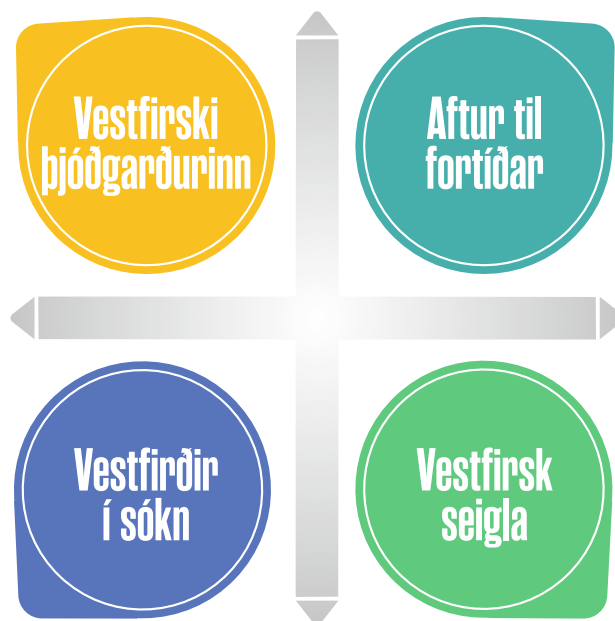 Vestfirski
þjóðgarðurinn
Aftur til
fortíðar
Vestfirðir
í sókn
Vestfirsk
seigla